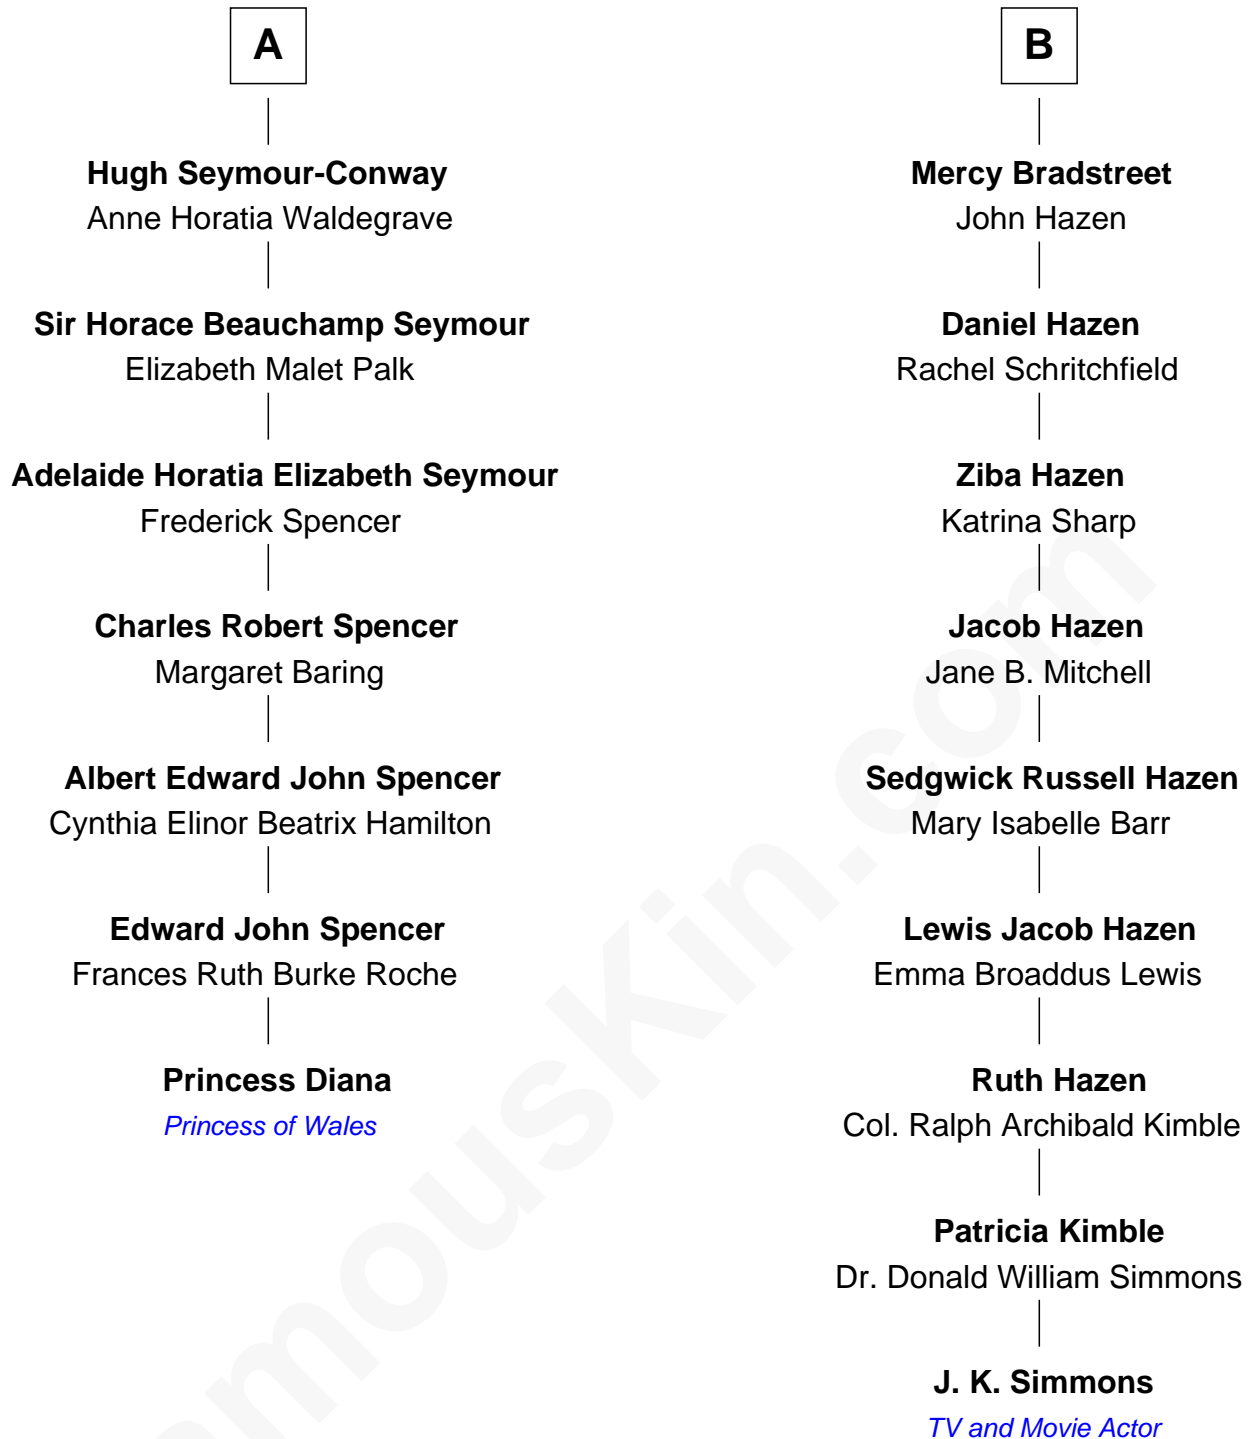 A
Hugh Seymour-Conway
Anne Horatia Waldegrave
Sir Horace Beauchamp Seymour
Elizabeth Malet Palk
Adelaide Horatia Elizabeth Seymour
Frederick Spencer
Charles Robert Spencer
Margaret Baring
Albert Edward John Spencer
Cynthia Elinor Beatrix Hamilton
Edward John Spencer
Frances Ruth Burke Roche
Princess Diana
Princess of Wales
B
Mercy Bradstreet
John Hazen
Daniel Hazen
Rachel Schritchfield
Ziba Hazen
Katrina Sharp
Jacob Hazen
Jane B. Mitchell
Sedgwick Russell Hazen
Mary Isabelle Barr
Lewis Jacob Hazen
Emma Broaddus Lewis
Ruth Hazen
Col. Ralph Archibald Kimble
Patricia Kimble
Dr. Donald William Simmons
J. K. Simmons
TV and Movie Actor
amousKin.com